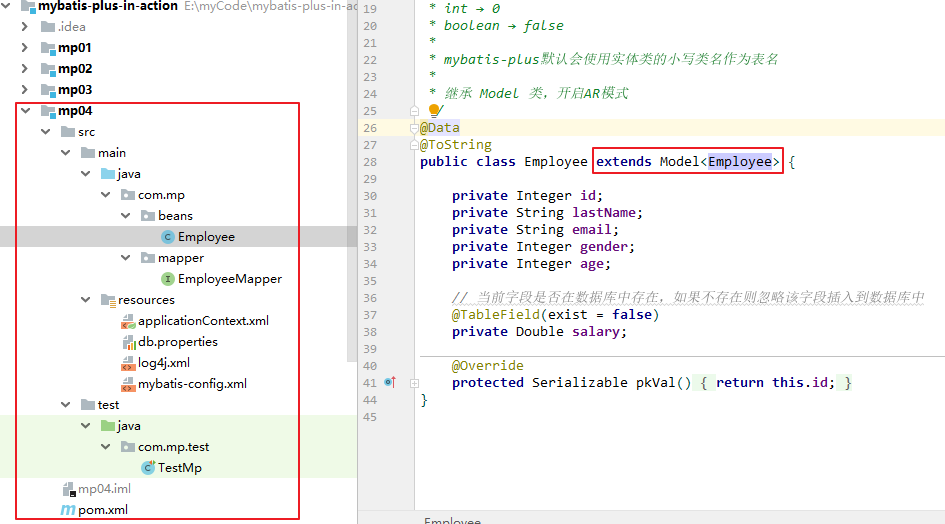 mybatis-plus-in-action E:\myCode\mybatis-plus-in-ac
.idea
mp01
mp02
mp03
mp04
src
main
java
com.mp
beans
C Employee
mapper
I EmployeeMapper
resources
applicationContext.xml
db.properties
log4j.xml
mybatis-config.xml
test
java
com.mp.test
C TestMp
mp04.iml
m pom.xml
19 * int → 0
20 * boolean → false
21 *
22 * mybatis-plus默认会使用实体类的小写类名作为表名
23 *
24 * 继承 Model 类，开启AR模式
25 */
26 @Data
27 @ToString
28 public class Employee extends Model<Employee> {
29
30 private Integer id;
31 private String lastName;
32 private String email;
33 private Integer gender;
34 private Integer age;
35
36 // 当前字段是否在数据库中存在，如果不存在则忽略该字段插入到数据库中
37 @TableField(exist = false)
38 private Double salary;
39
40 @Override
41 protected Serializable pkVal() { return this.id; }
44 }
45
Employee